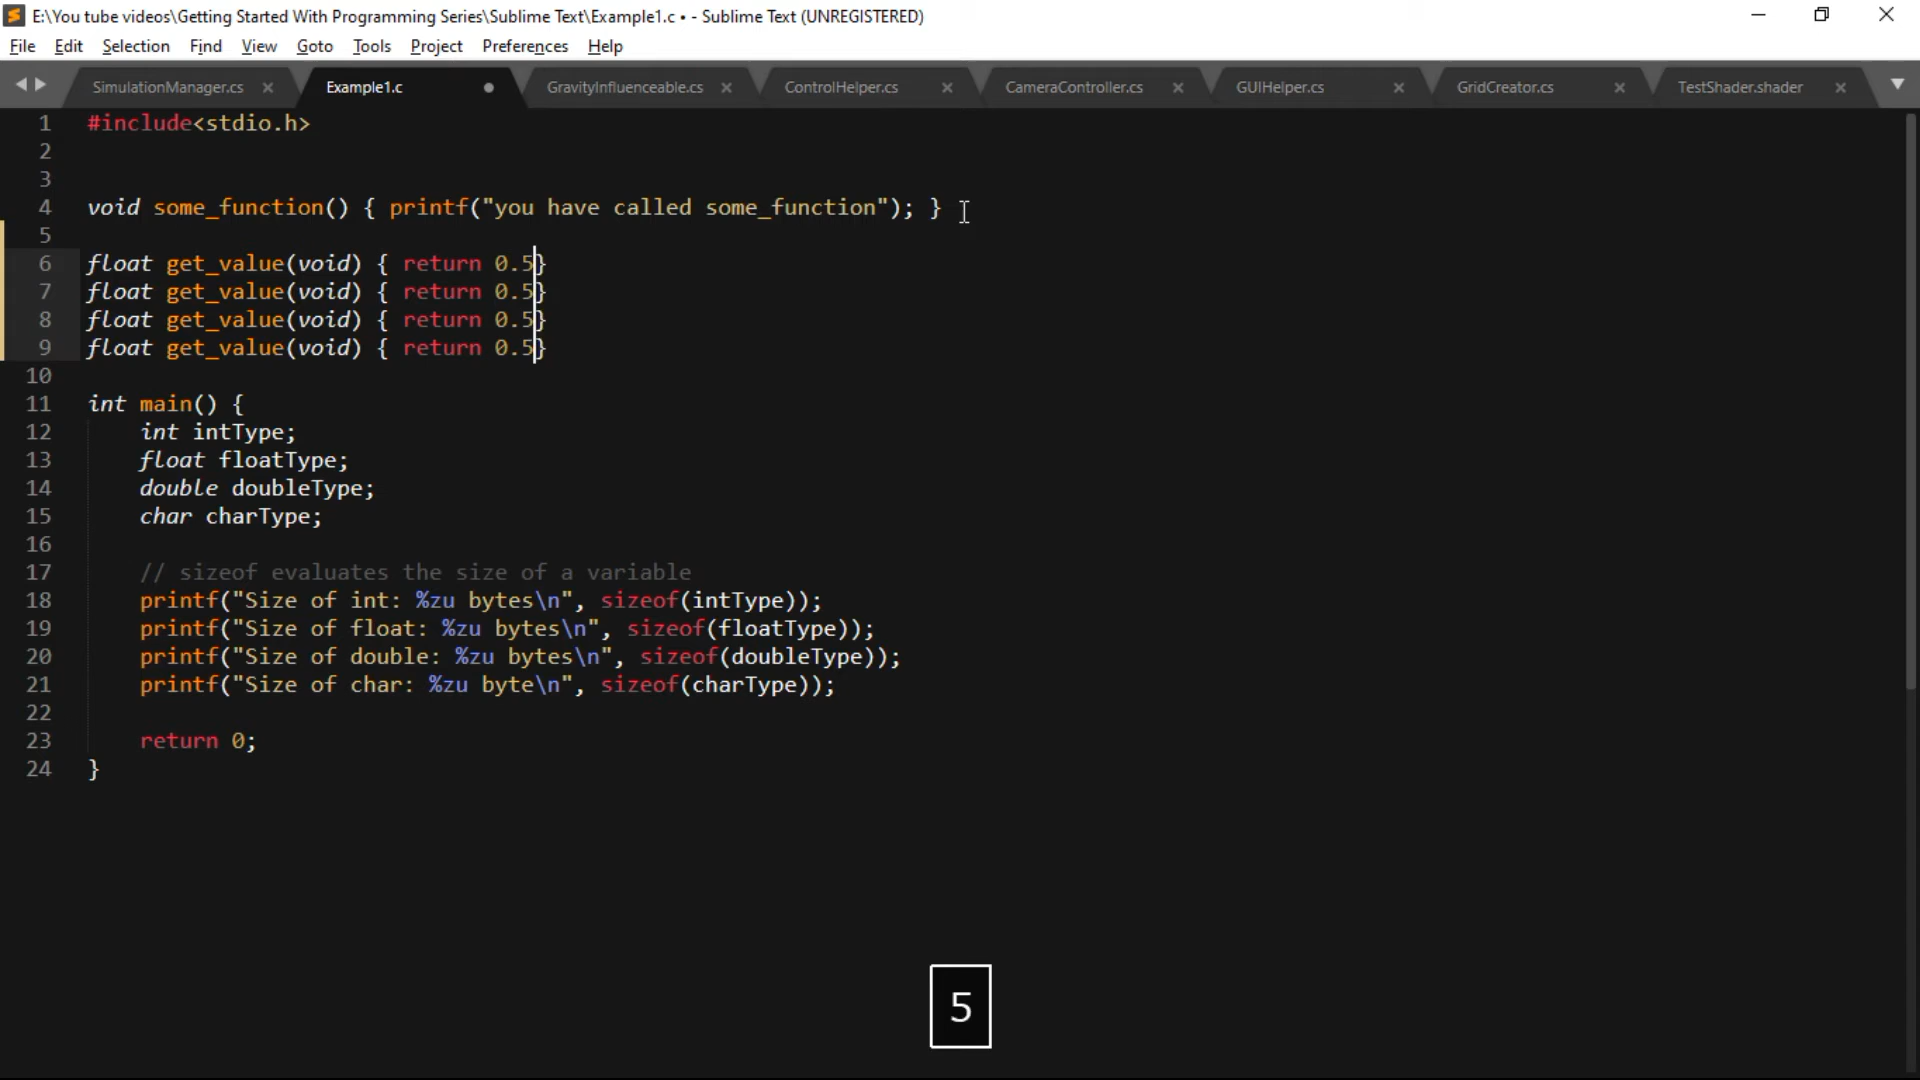 E:\You tube videos\Getting Started With Programming Series\Sublime Text\Example1.c • - Sublime Text (UNREGISTERED)
File Edit Selection Find View Goto Tools Project Preferences Help
SimulationManager.cs Example1.c GravityInfluenceable.cs ControlHelper.cs CameraController.cs GUIHelper.cs GridCreator.cs TestShader.shader
1 #include<stdio.h>
2
3
4 void some_function() { printf("you have called some_function"); }
5
6 float get_value(void) { return 0.5}
7 float get_value(void) { return 0.5}
8 float get_value(void) { return 0.5}
9 float get_value(void) { return 0.5}
10
11 int main() {
12     int intType;
13     float floatType;
14     double doubleType;
15     char charType;
16
17     // sizeof evaluates the size of a variable
18     printf("Size of int: %zu bytes\n", sizeof(intType));
19     printf("Size of float: %zu bytes\n", sizeof(floatType));
20     printf("Size of double: %zu bytes\n", sizeof(doubleType));
21     printf("Size of char: %zu byte\n", sizeof(charType));
22
23     return 0;
24 }
5